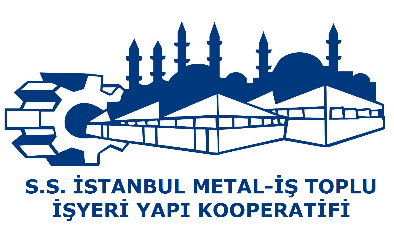 S.S. İSTANBUL METAL-İŞ TOPLU
İŞYERİ YAPI KOOPERATİFİ